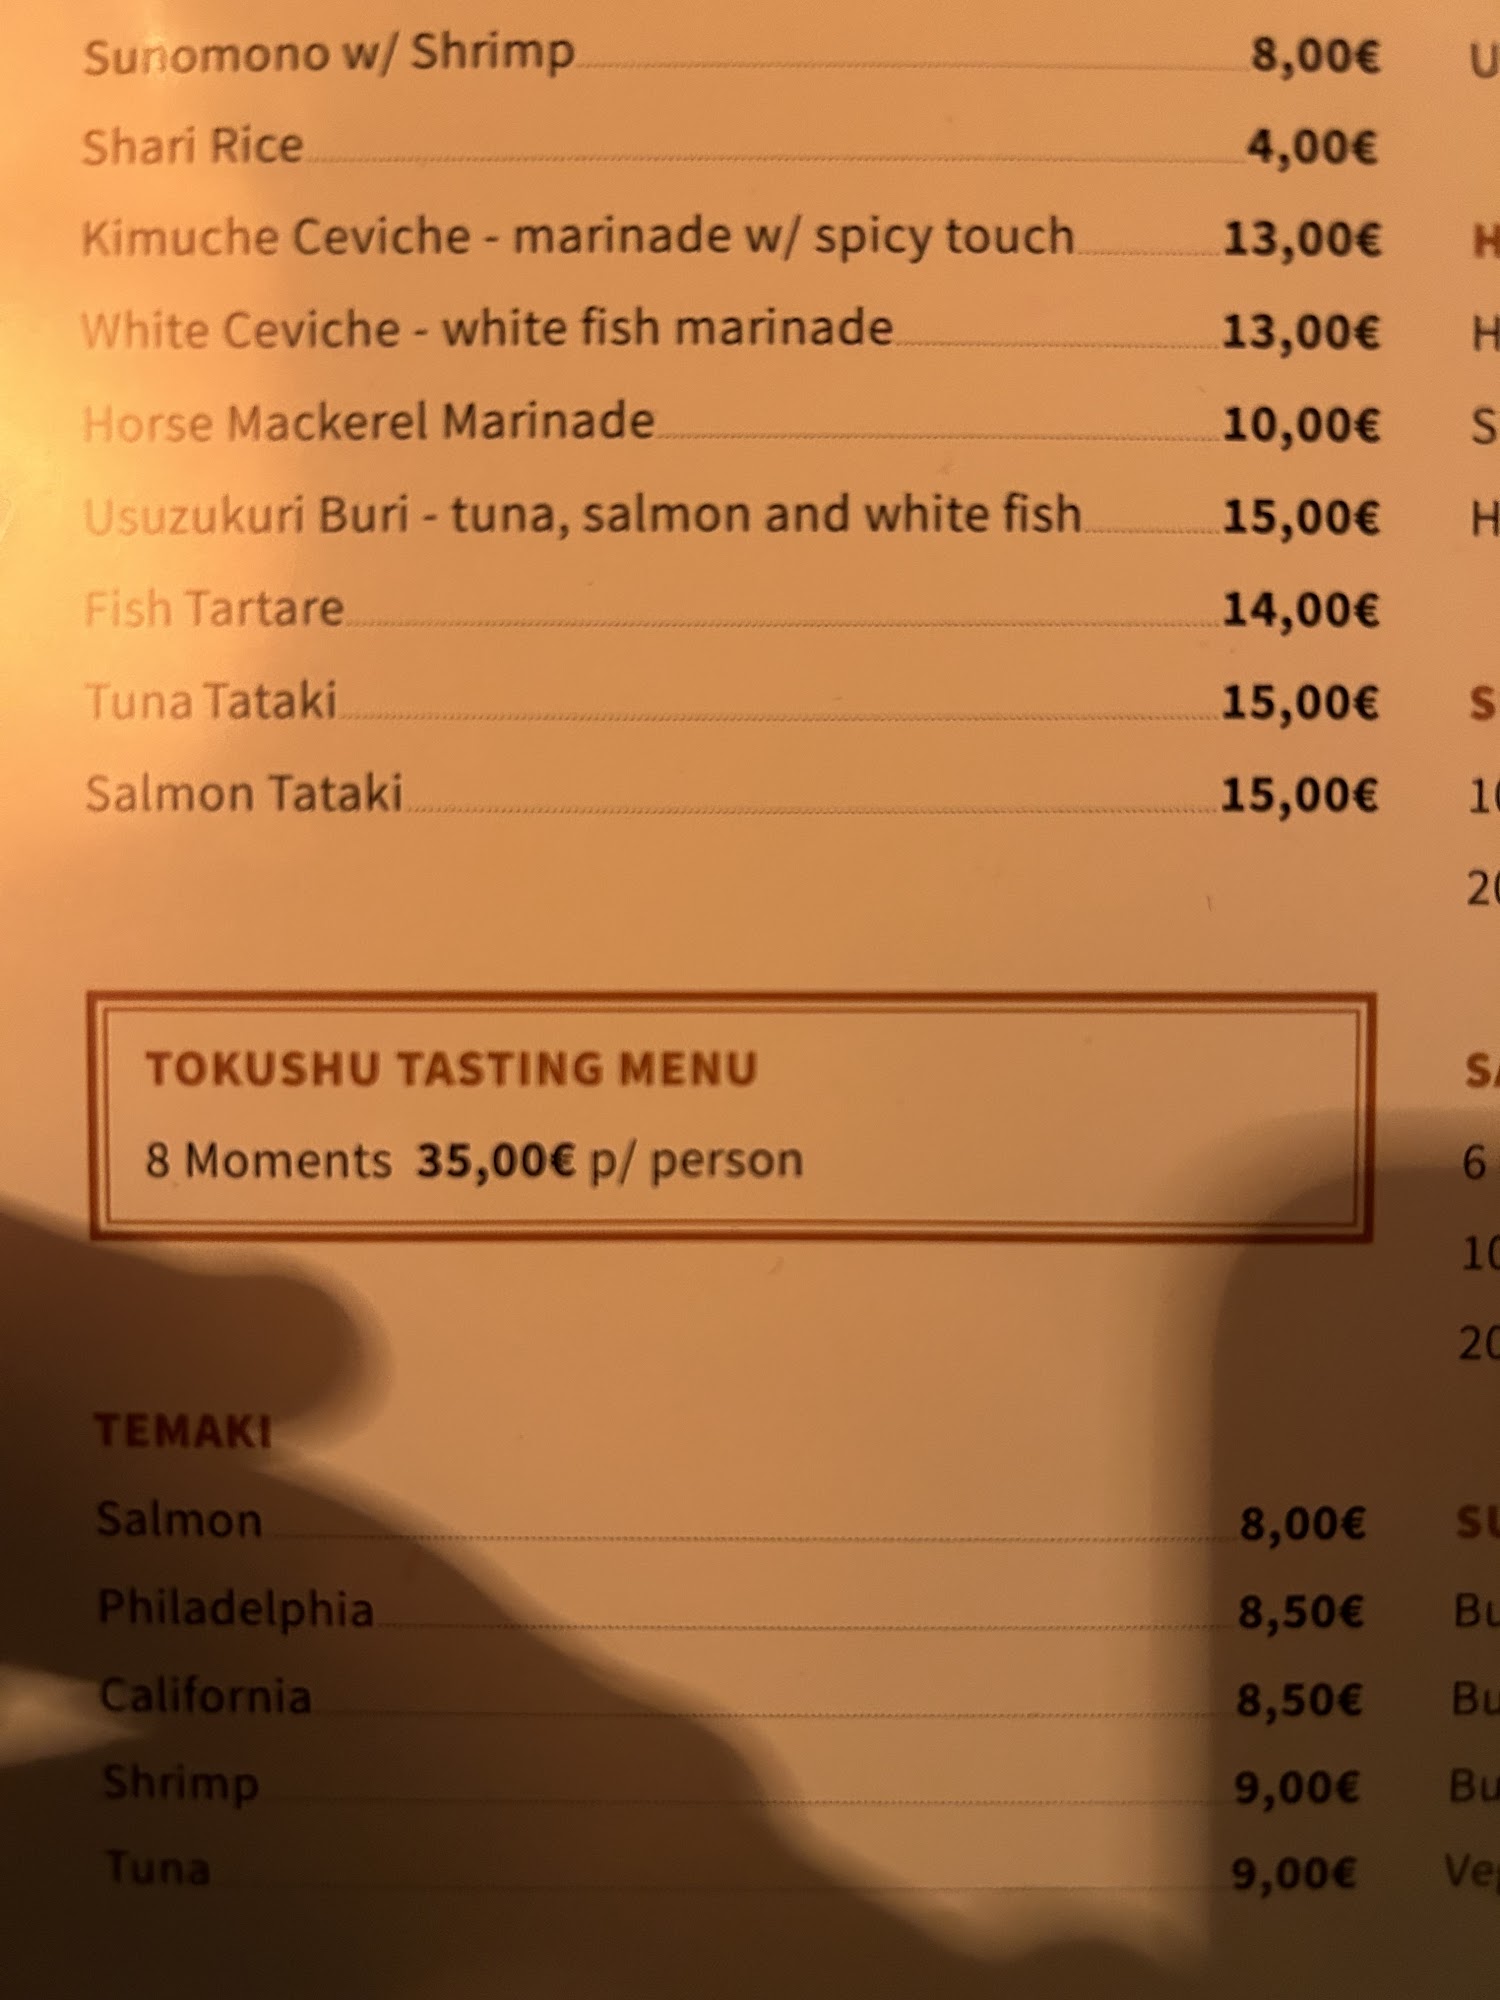 Sunomono w/ Shrimp 8,00€
Shari Rice 4,00€
Kimuche Ceviche - marinade w/ spicy touch 13,00€
White Ceviche - white fish marinade 13,00€
Horse Mackerel Marinade 10,00€
Usuzukuri Buri - tuna, salmon and white fish 15,00€
Fish Tartare 14,00€
Tuna Tataki 15,00€
Salmon Tataki 15,00€
TOKUSHU TASTING MENU
8 Moments 35,00€ p/ person
TEMAKI
Salmon 8,00€
Philadelphia 8,50€
California 8,50€
Shrimp 9,00€
Tuna 9,00€